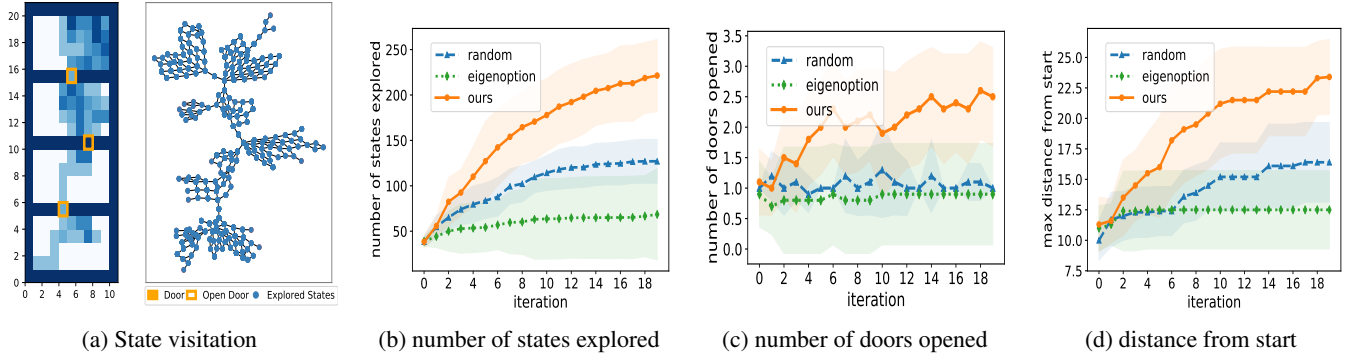 20
18
16
14
12
10
8
6
4
2
0
0 2 4 6 8 10
Door Open Door Explored States
(a) State visitation
number of states explored
250
200
150
100
50
random
eigenoption
ours
0 2 4 6 8 10 12 14 16 18
iteration
(b) number of states explored
number of doors opened
3.5
3.0
2.5
2.0
1.5
1.0
0.5
0.0
random
eigenoption
ours
0 2 4 6 8 10 12 14 16 18
iteration
(c) number of doors opened
max distance from start
25.0
22.5
20.0
17.5
15.0
12.5
10.0
7.5
random
eigenoption
ours
0 2 4 6 8 10 12 14 16 18
iteration
(d) distance from start